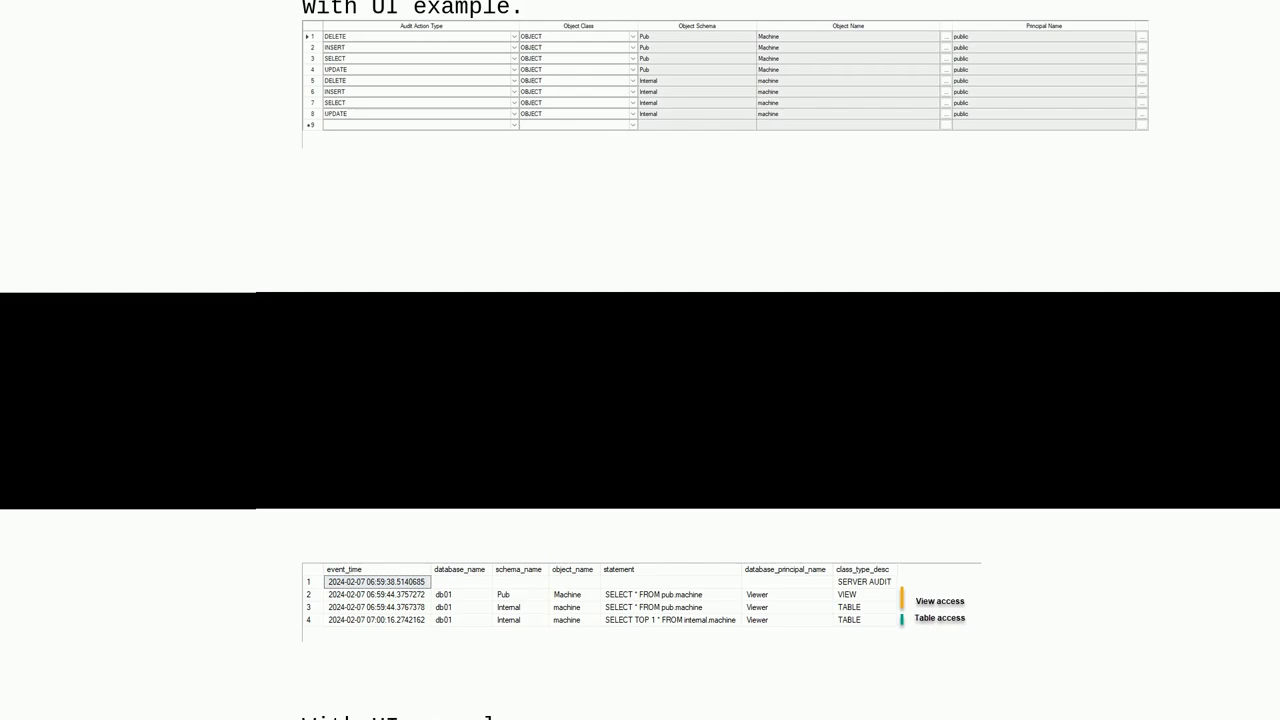 With UI example.
Audit Action Type Object Class Object Schema Object Name Principal Name
1 DELETE OBJECT Pub Machine ... public ...
2 INSERT OBJECT Pub Machine ... public ...
3 SELECT OBJECT Pub Machine ... public ...
4 UPDATE OBJECT Pub Machine ... public ...
5 DELETE OBJECT Internal machine ... public ...
6 INSERT OBJECT Internal machine ... public ...
7 SELECT OBJECT Internal machine ... public ...
8 UPDATE OBJECT Internal machine ... public ...
*9
event_time database_name schema_name object_name statement database_principal_name class_type_desc
1 2024-02-07 06:59:38.5140685 SERVER AUDIT
2 2024-02-07 06:59:44.3757272 db01 Pub Machine SELECT * FROM pub.machine Viewer VIEW
3 2024-02-07 06:59:44.3767378 db01 Internal machine SELECT * FROM pub.machine Viewer TABLE
4 2024-02-07 07:00:16.2742162 db01 Internal machine SELECT TOP 1 * FROM internal.machine Viewer TABLE
View access
Table access